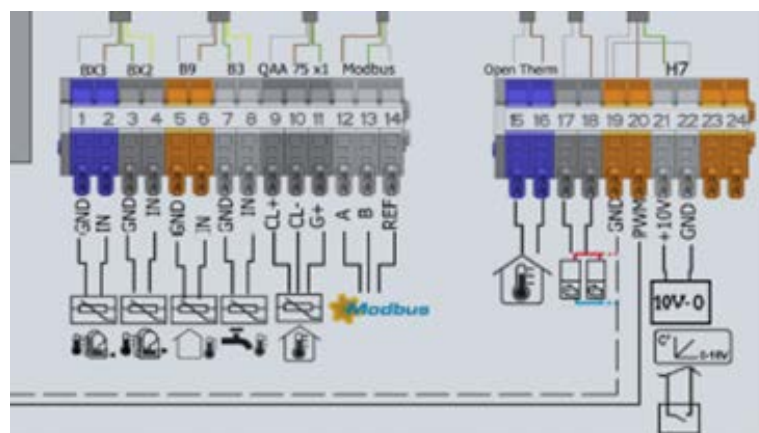 BX3 BX2 B9 B3 QAA 75 x1 Modbus
Open Therm H7
1 2 3 4 5 6 7 8 9 10 11 12 13 14
15 16 17 18 19 20 21 22 23 24
GND IN GND IN GND IN GND IN CL+ CL- G+ A B REF
GND PWM +10V GND
Modbus
10V-0
C° 0-10V